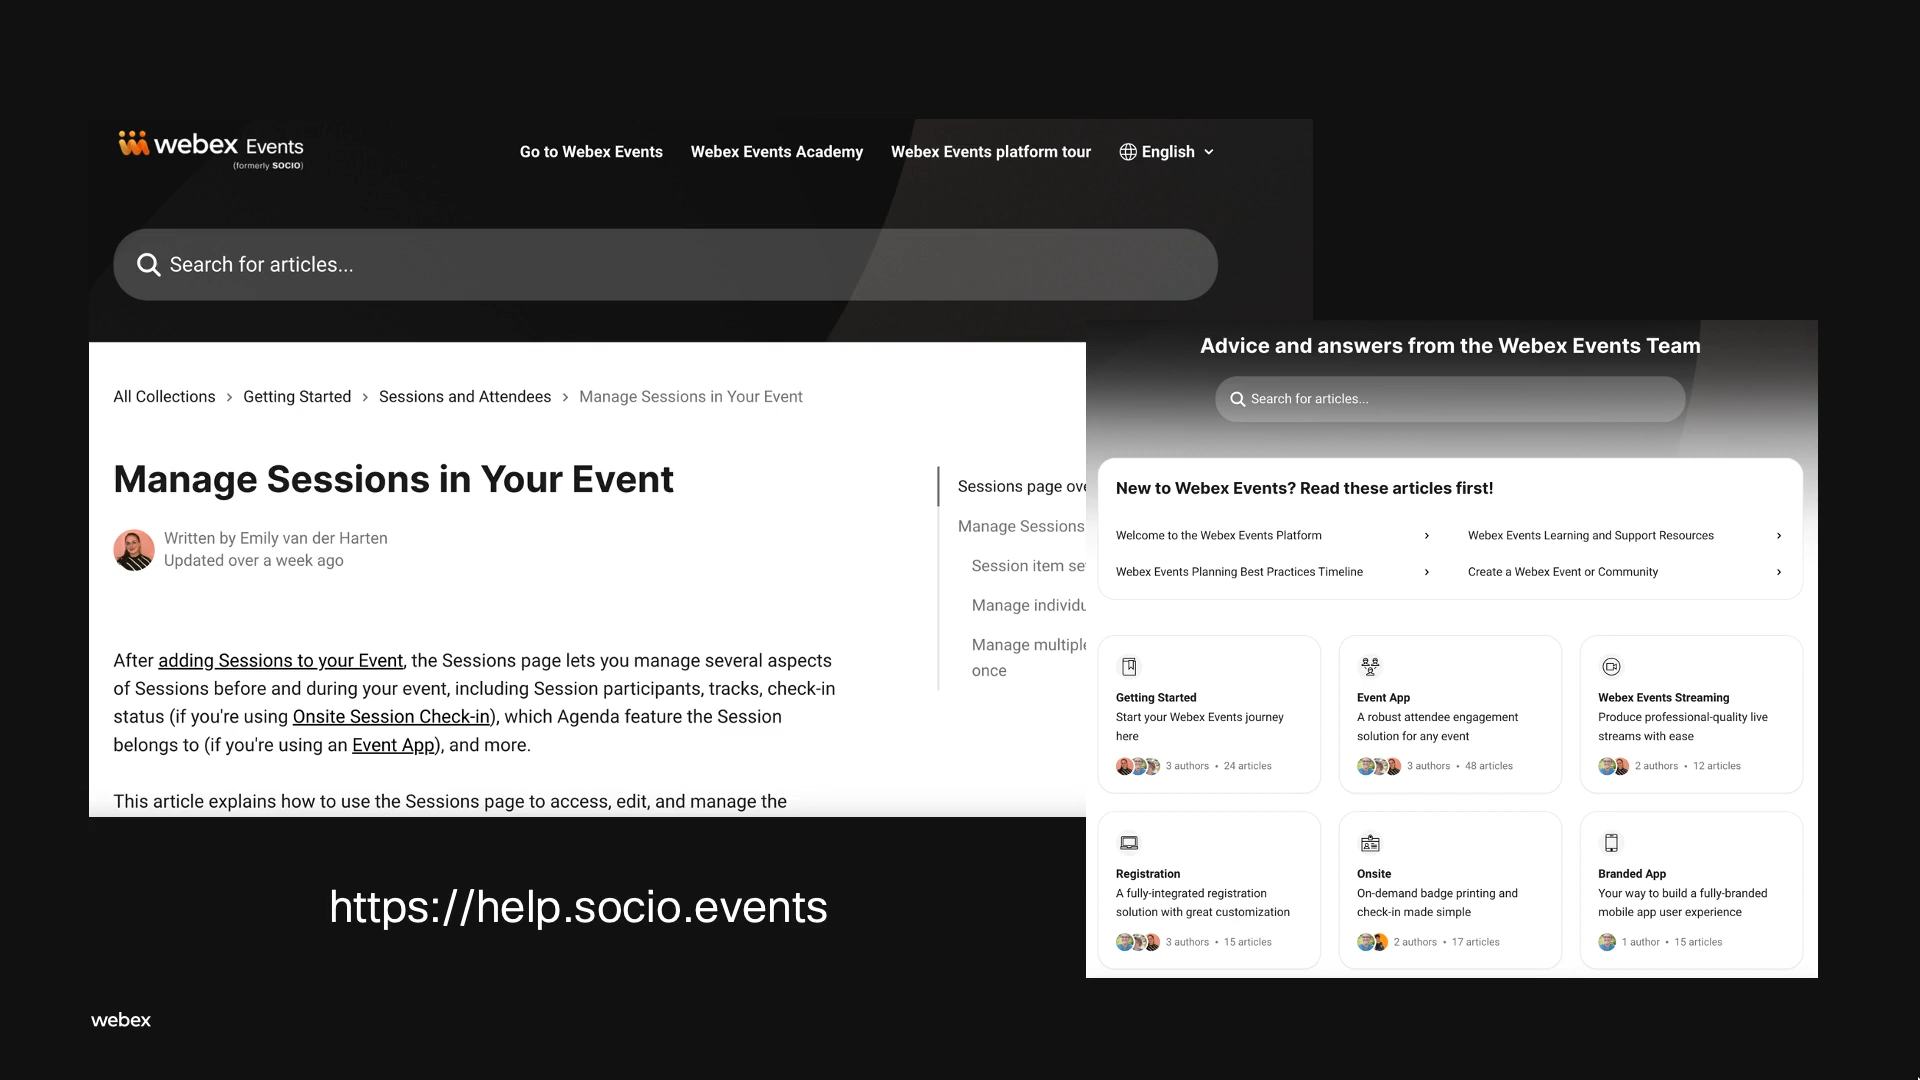 webex Events
(formerly SOCIO)
Go to Webex Events
Webex Events Academy
Webex Events platform tour
English
Search for articles...
All Collections > Getting Started > Sessions and Attendees > Manage Sessions in Your Event
Manage Sessions in Your Event
Written by Emily van der Harten
Updated over a week ago
After adding Sessions to your Event, the Sessions page lets you manage several aspects
of Sessions before and during your event, including Session participants, tracks, check-in
status (if you're using Onsite Session Check-in), which Agenda feature the Session
belongs to (if you're using an Event App), and more.
This article explains how to use the Sessions page to access, edit, and manage the
Sessions page
Manage Sessions
Session item
Manage
Manage
once
Advice and answers from the Webex Events Team
Search for articles...
New to Webex Events? Read these articles first!
Welcome to the Webex Events Platform
Webex Events Learning and Support Resources
Webex Events Planning Best Practices Timeline
Create a Webex Event or Community
Getting Started
Start your Webex Events journey
here
3 authors • 24 articles
Event App
A robust attendee engagement
solution for any event
3 authors • 48 articles
Webex Events Streaming
Produce professional-quality live
streams with ease
2 authors • 12 articles
Registration
A fully-integrated registration
solution with great customization
3 authors • 15 articles
Onsite
On-demand badge printing and
check-in made simple
2 authors • 17 articles
Branded App
Your way to build a fully-branded
mobile app user experience
1 author • 15 articles
https://help.socio.events
webex